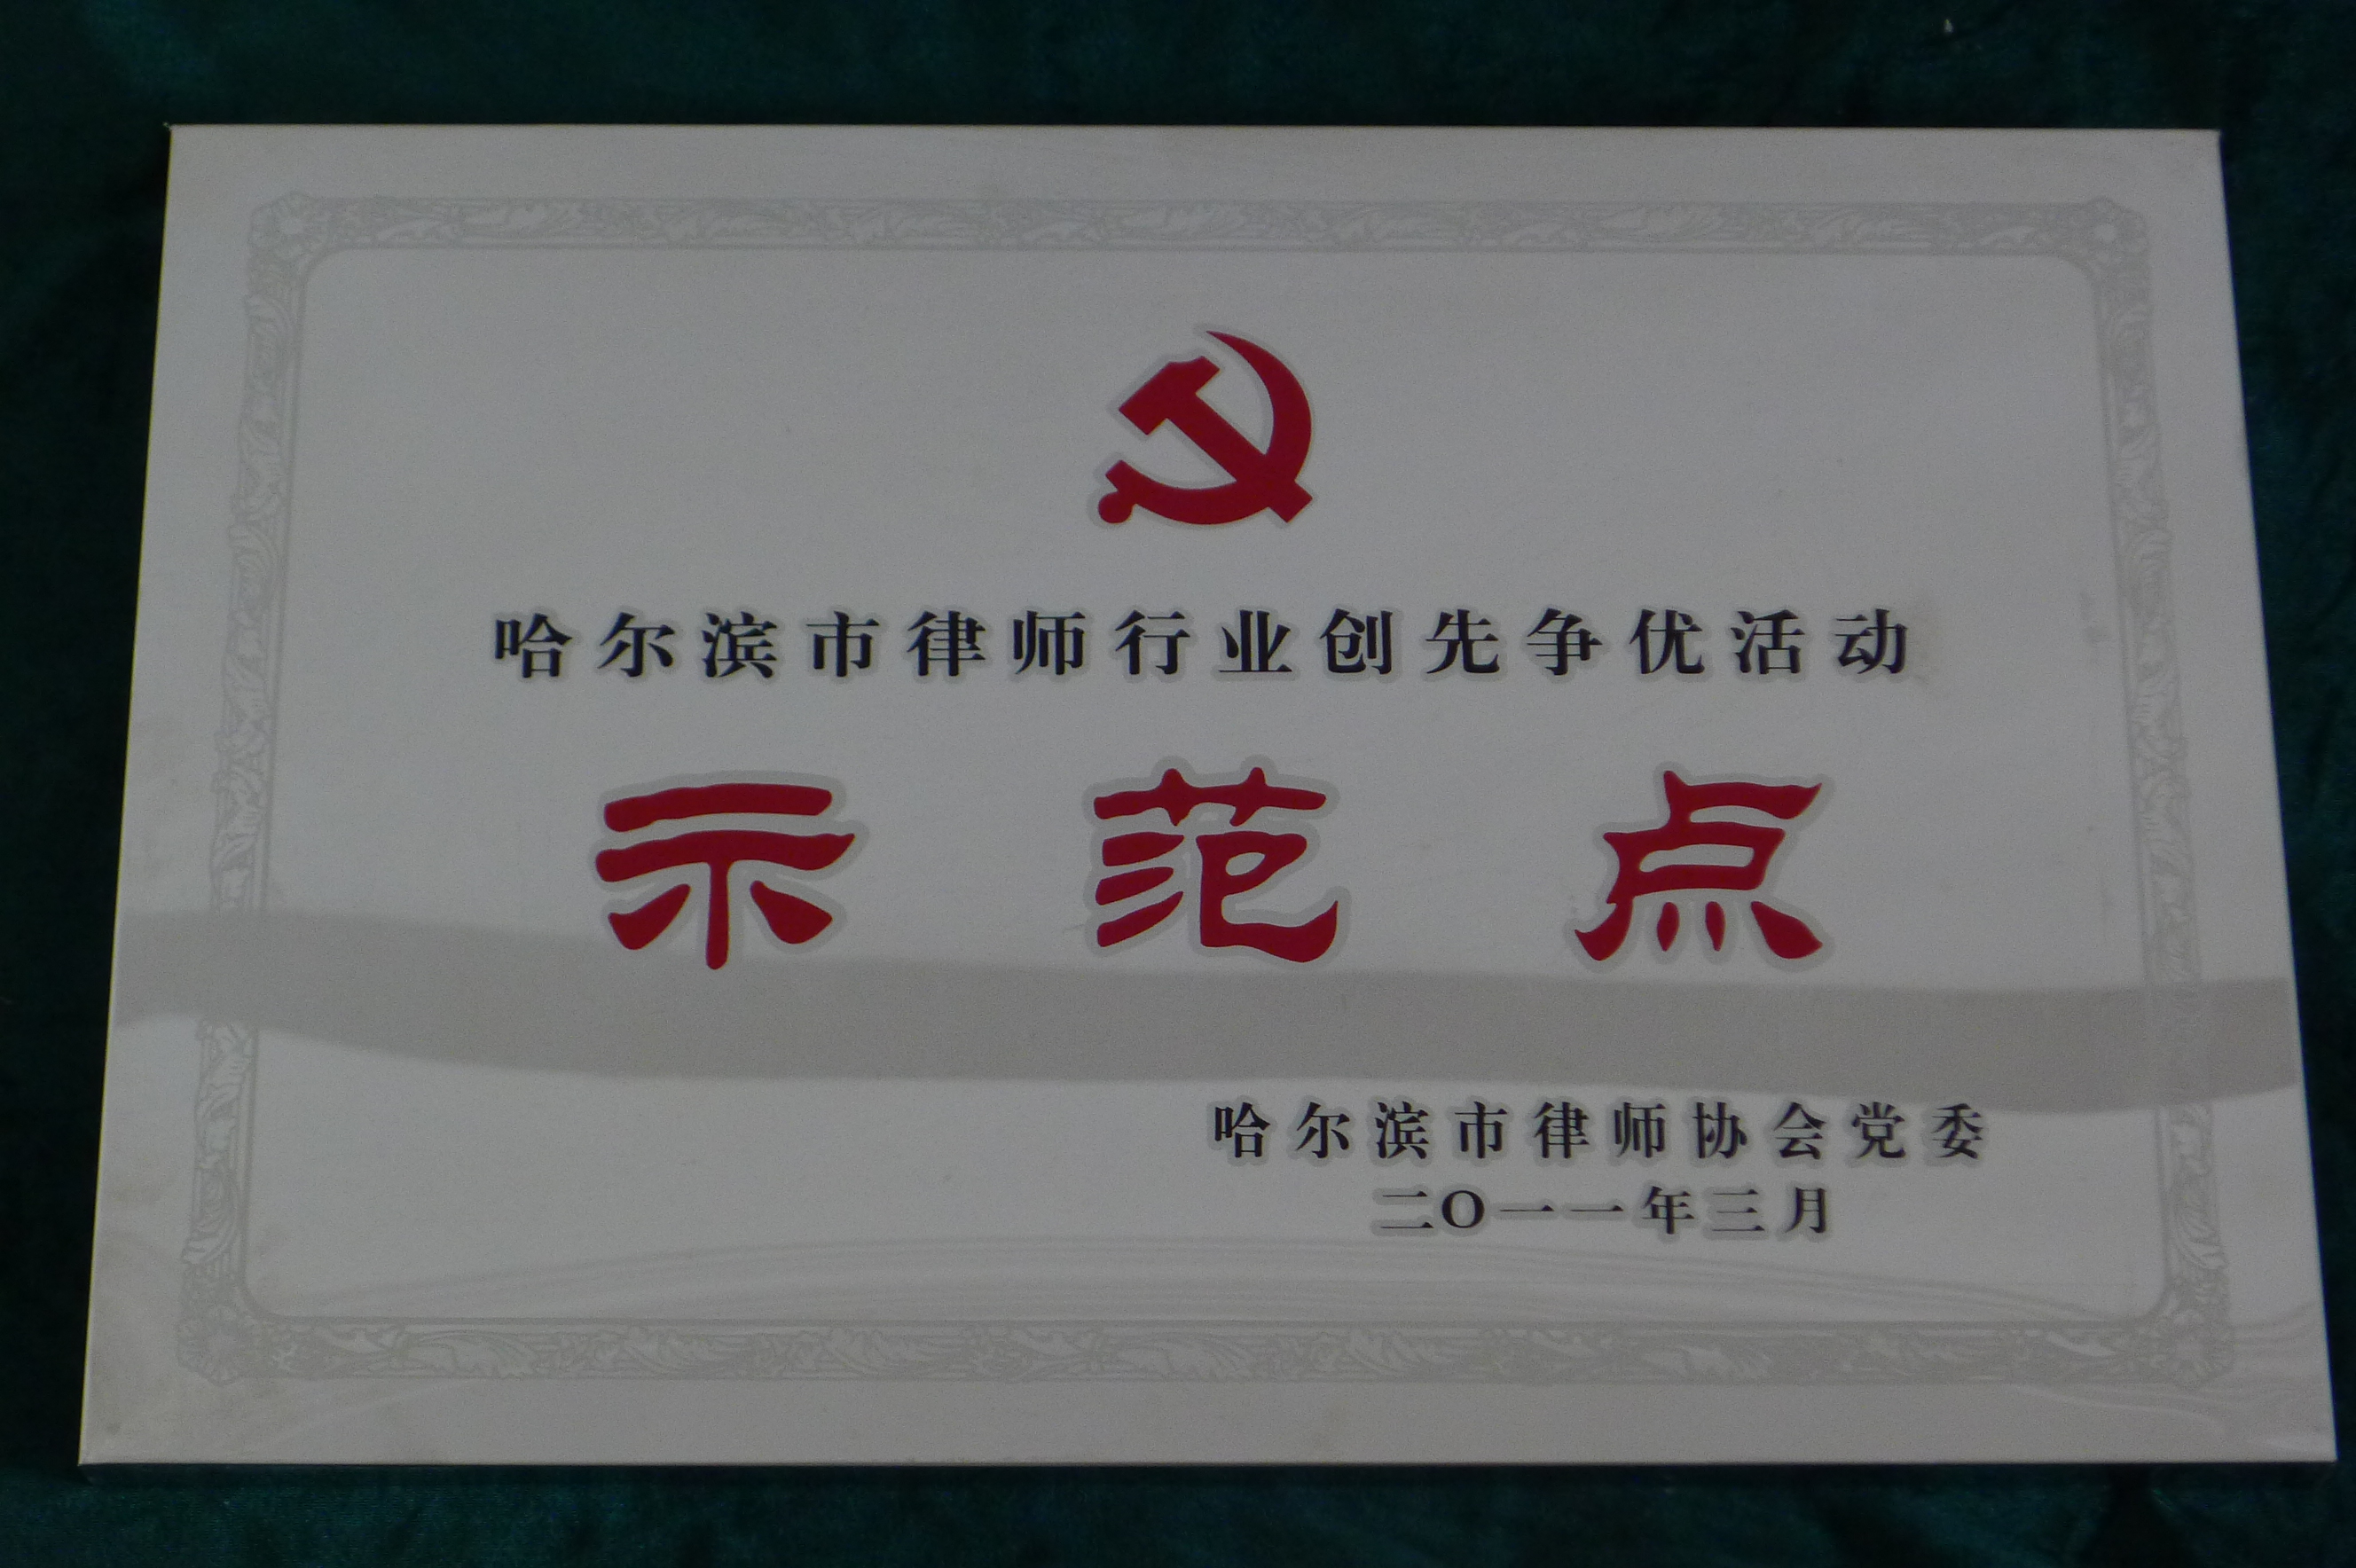 哈尔滨市律师行业创先争优活动
示范点
哈尔滨市律师协会党委
二〇一一年三月